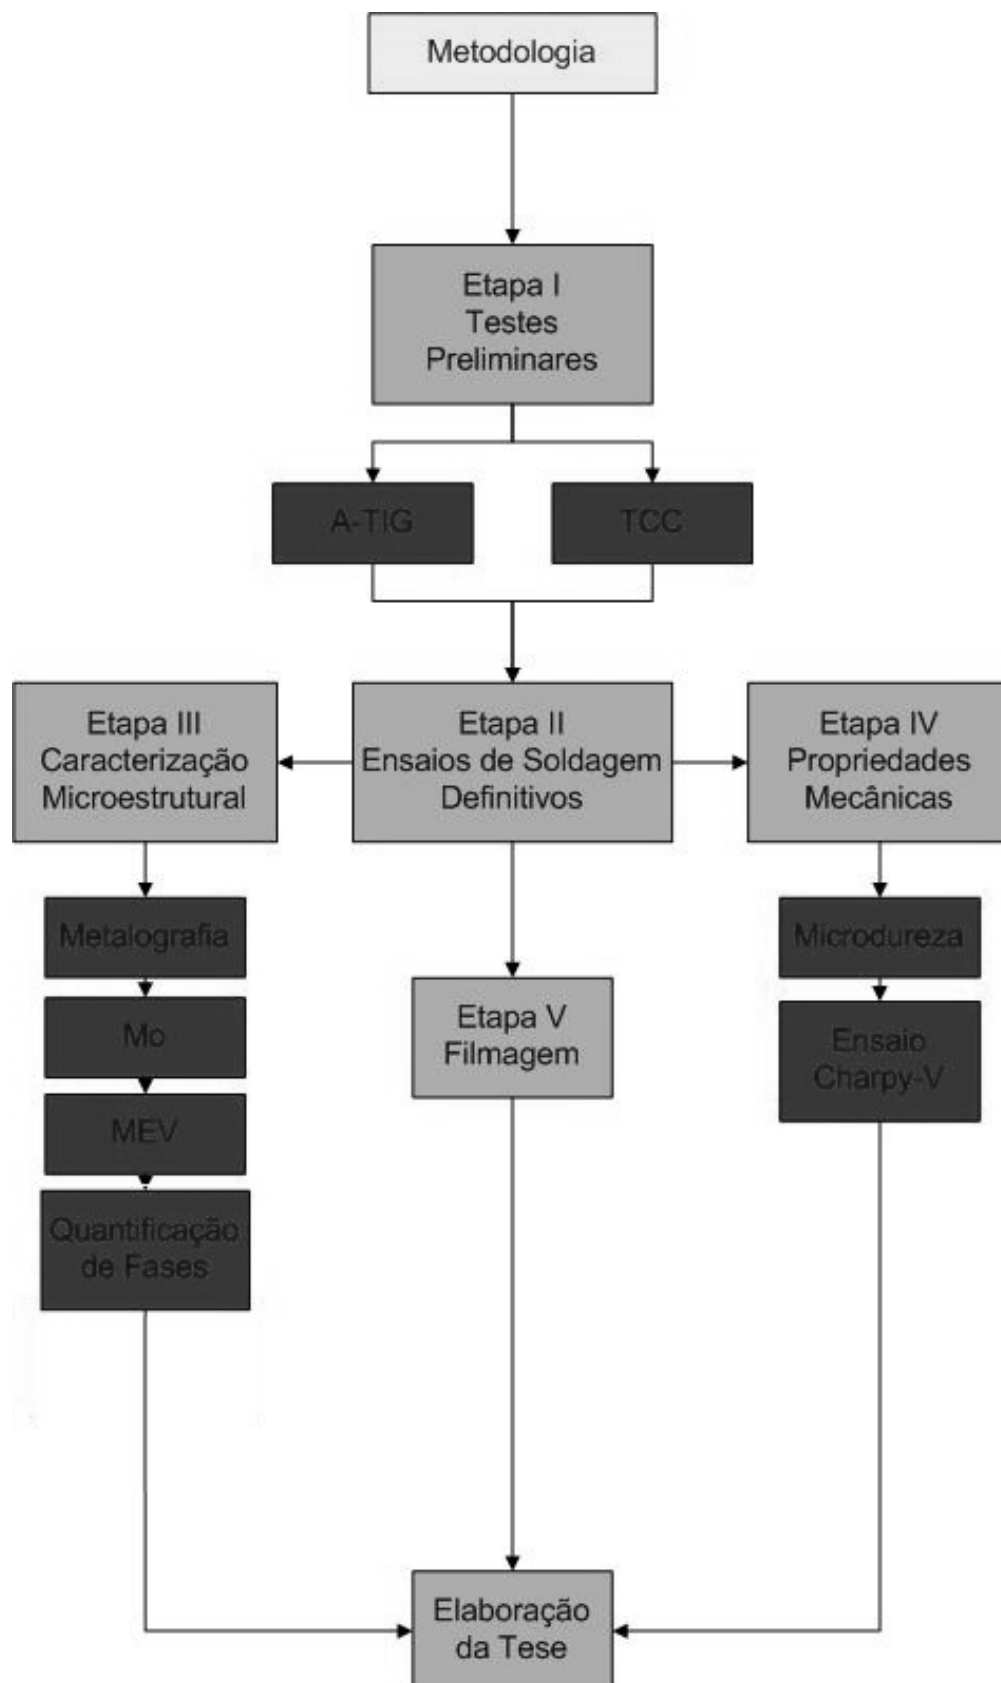 Metodologia
Etapa I
Testes
Preliminares
A-TIG
TCC
Etapa III
Caracterização
Microestrutural
Etapa II
Ensaios de Soldagem
Definitivos
Etapa IV
Propriedades
Mecânicas
Metalografia
Mo
MEV
Quantificação
de Fases
Etapa V
Filmagem
Microdureza
Ensaio
Charpy-V
Elaboração
da Tese